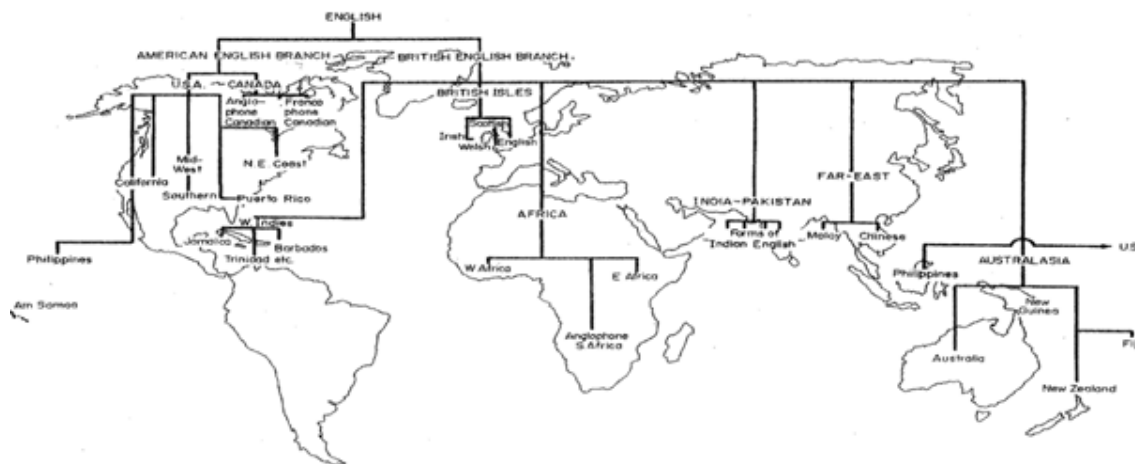 ENGLISH
AMERICAN ENGLISH BRANCH
BRITISH ENGLISH BRANCH
U.S.A. ~ CANADA
BRITISH ISLES
Anglo-
phone
Canadian
Franco
phone
Canadian
Scottish
Irish
Welsh
English
Mid-
West
N.E. Coast
California
Southern
Puerto Rico
FAR-EAST
INDIA-PAKISTAN
AFRICA
W. Indies
Jamaica
Barbados
Trinidad etc.
Forms of
Indian English
Malay
Chinese
Philippines
W. Africa
E. Africa
Philippines
U.S
AUSTRALASIA
Am Samoa
New
Guinea
Anglophone
S. Africa
Australia
Fij
New Zealand